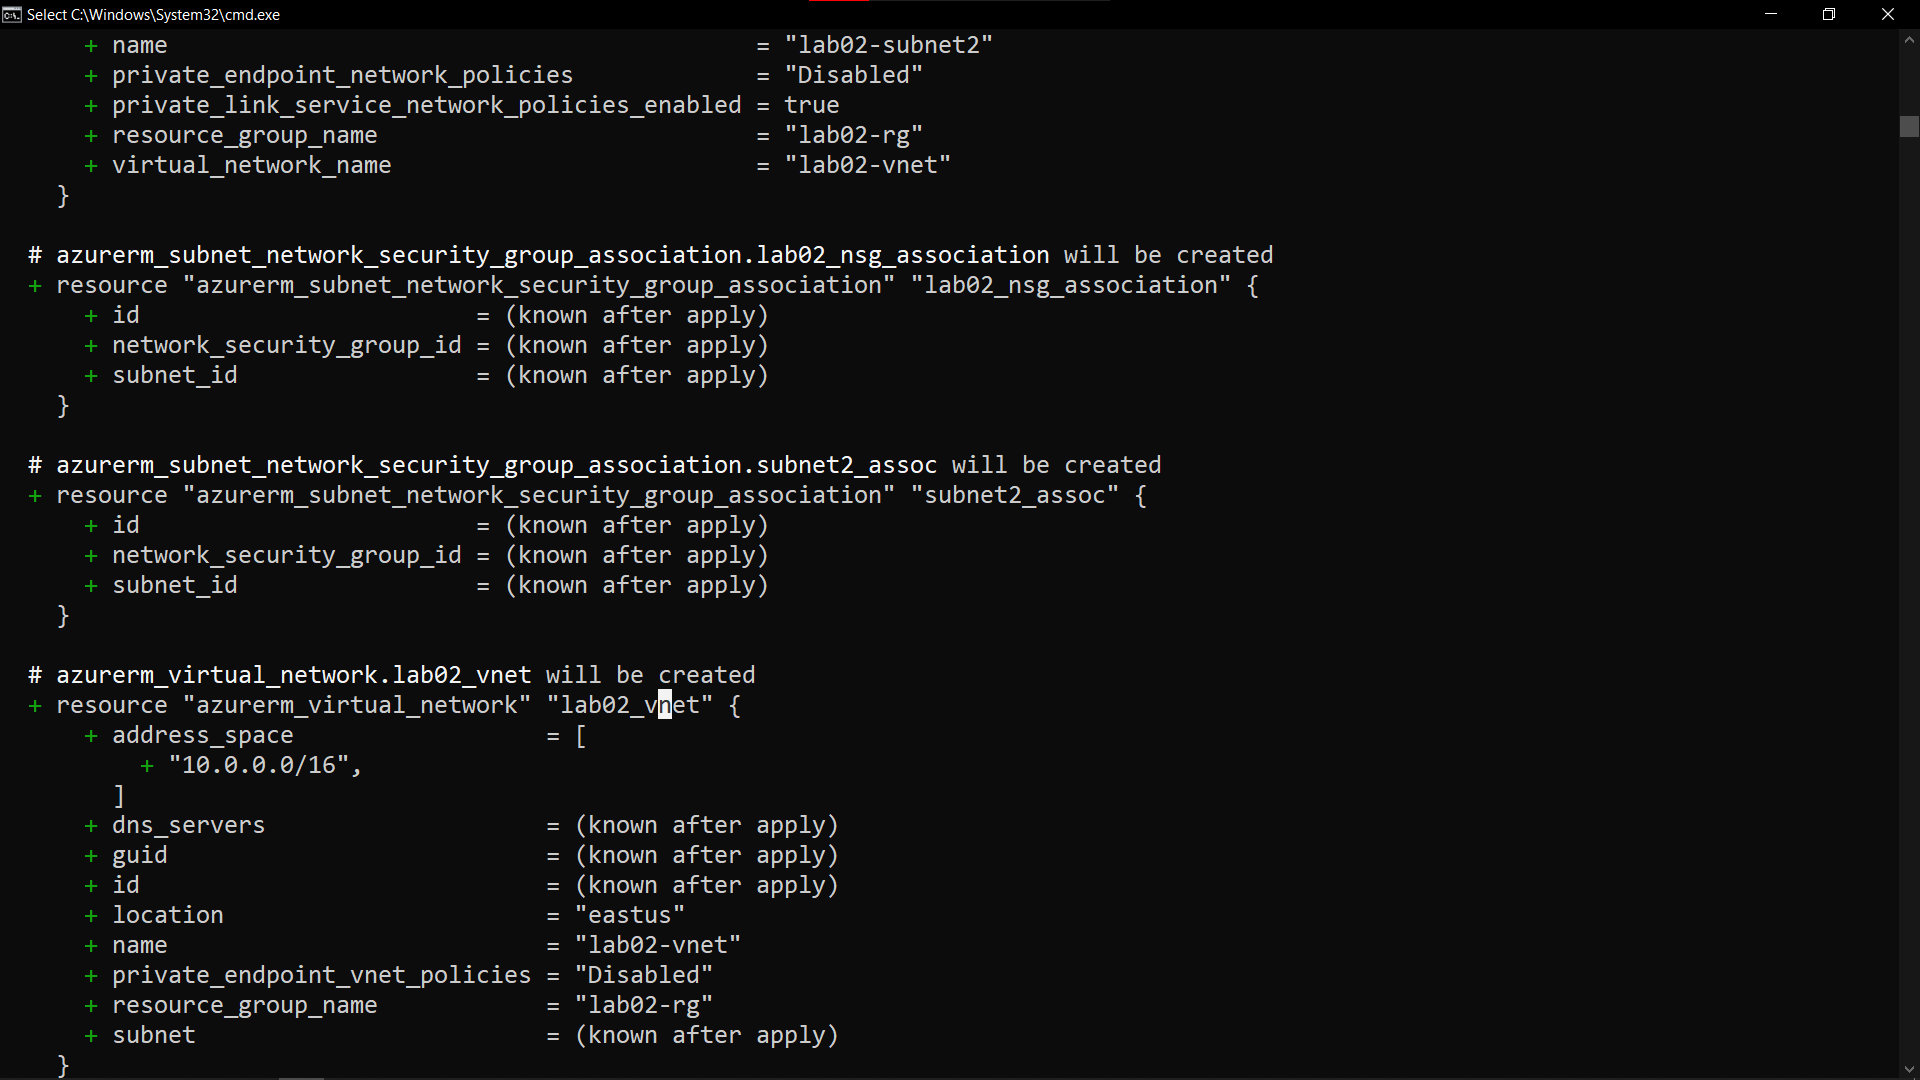 Select C:\Windows\System32\cmd.exe
      + name                                          = "lab02-subnet2"
      + private_endpoint_network_policies             = "Disabled"
      + private_link_service_network_policies_enabled = true
      + resource_group_name                           = "lab02-rg"
      + virtual_network_name                          = "lab02-vnet"
    }

  # azurerm_subnet_network_security_group_association.lab02_nsg_association will be created
  + resource "azurerm_subnet_network_security_group_association" "lab02_nsg_association" {
      + id                        = (known after apply)
      + network_security_group_id = (known after apply)
      + subnet_id                 = (known after apply)
    }

  # azurerm_subnet_network_security_group_association.subnet2_assoc will be created
  + resource "azurerm_subnet_network_security_group_association" "subnet2_assoc" {
      + id                        = (known after apply)
      + network_security_group_id = (known after apply)
      + subnet_id                 = (known after apply)
    }

  # azurerm_virtual_network.lab02_vnet will be created
  + resource "azurerm_virtual_network" "lab02_vnet" {
      + address_space                  = [
          + "10.0.0.0/16",
        ]
      + dns_servers                    = (known after apply)
      + guid                           = (known after apply)
      + id                             = (known after apply)
      + location                       = "eastus"
      + name                           = "lab02-vnet"
      + private_endpoint_vnet_policies = "Disabled"
      + resource_group_name            = "lab02-rg"
      + subnet                         = (known after apply)
    }